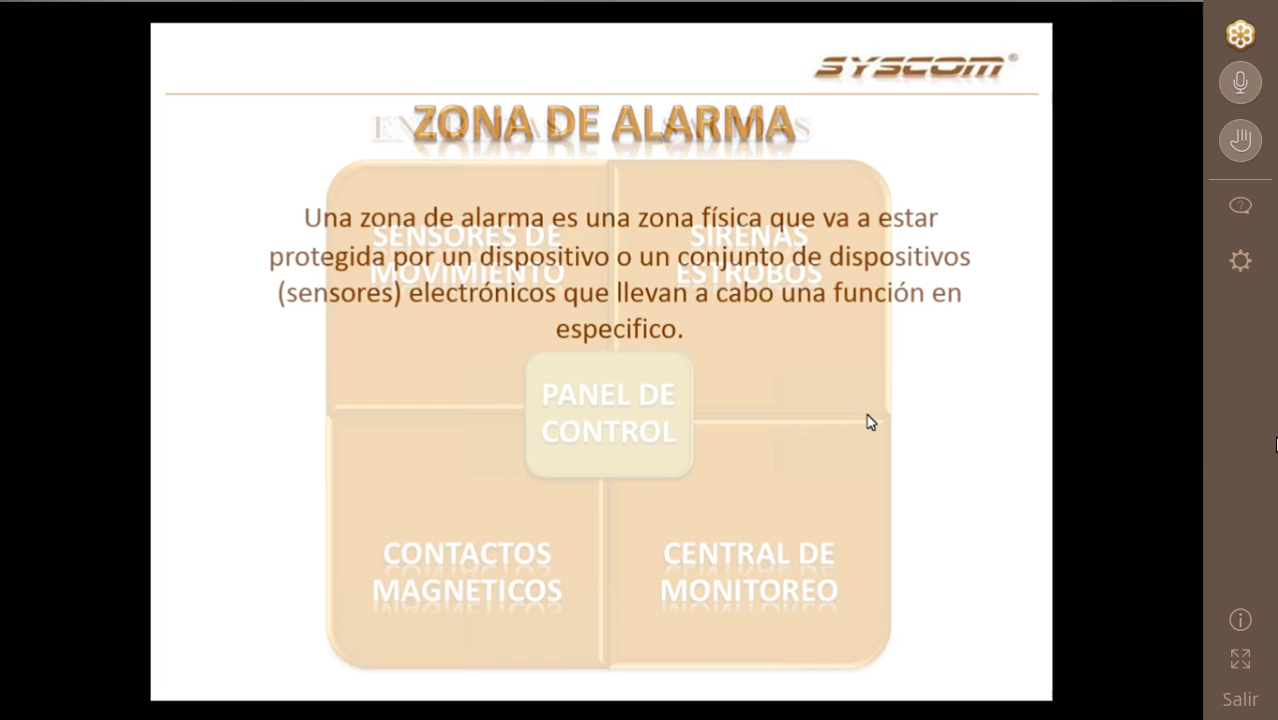 SYSCOM®
ENTRADAS SALIDAS
ZONA DE ALARMA
Una zona de alarma es una zona física que va a estar
protegida por un dispositivo o un conjunto de dispositivos
(sensores) electrónicos que llevan a cabo una función en
especifico.
SENSORES DE
MOVIMIENTO
SIRENAS
ESTROBOS
PANEL DE
CONTROL
CONTACTOS
MAGNETICOS
CENTRAL DE
MONITOREO
Salir